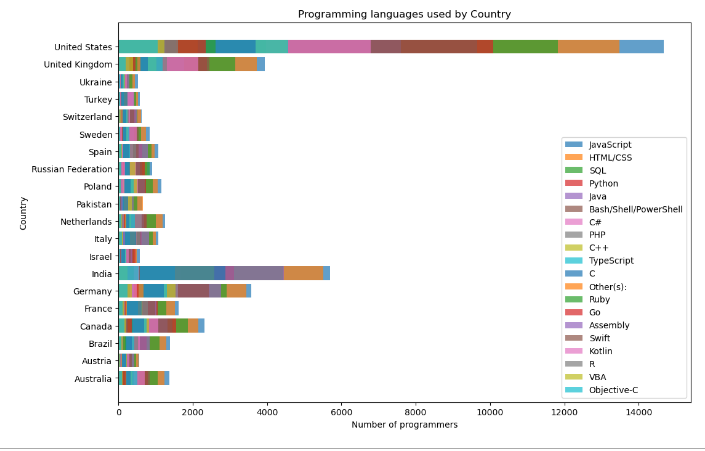 Programming languages used by Country
United States
United Kingdom
Ukraine
Turkey
Switzerland
Sweden
Spain
Russian Federation
Poland
Pakistan
Netherlands
Italy
Israel
India
Germany
France
Canada
Brazil
Austria
Australia
Country
JavaScript
HTML/CSS
SQL
Python
Java
Bash/Shell/PowerShell
C#
PHP
C++
TypeScript
C
Other(s):
Ruby
Go
Assembly
Swift
Kotlin
R
VBA
Objective-C
0 2000 4000 6000 8000 10000 12000 14000
Number of programmers